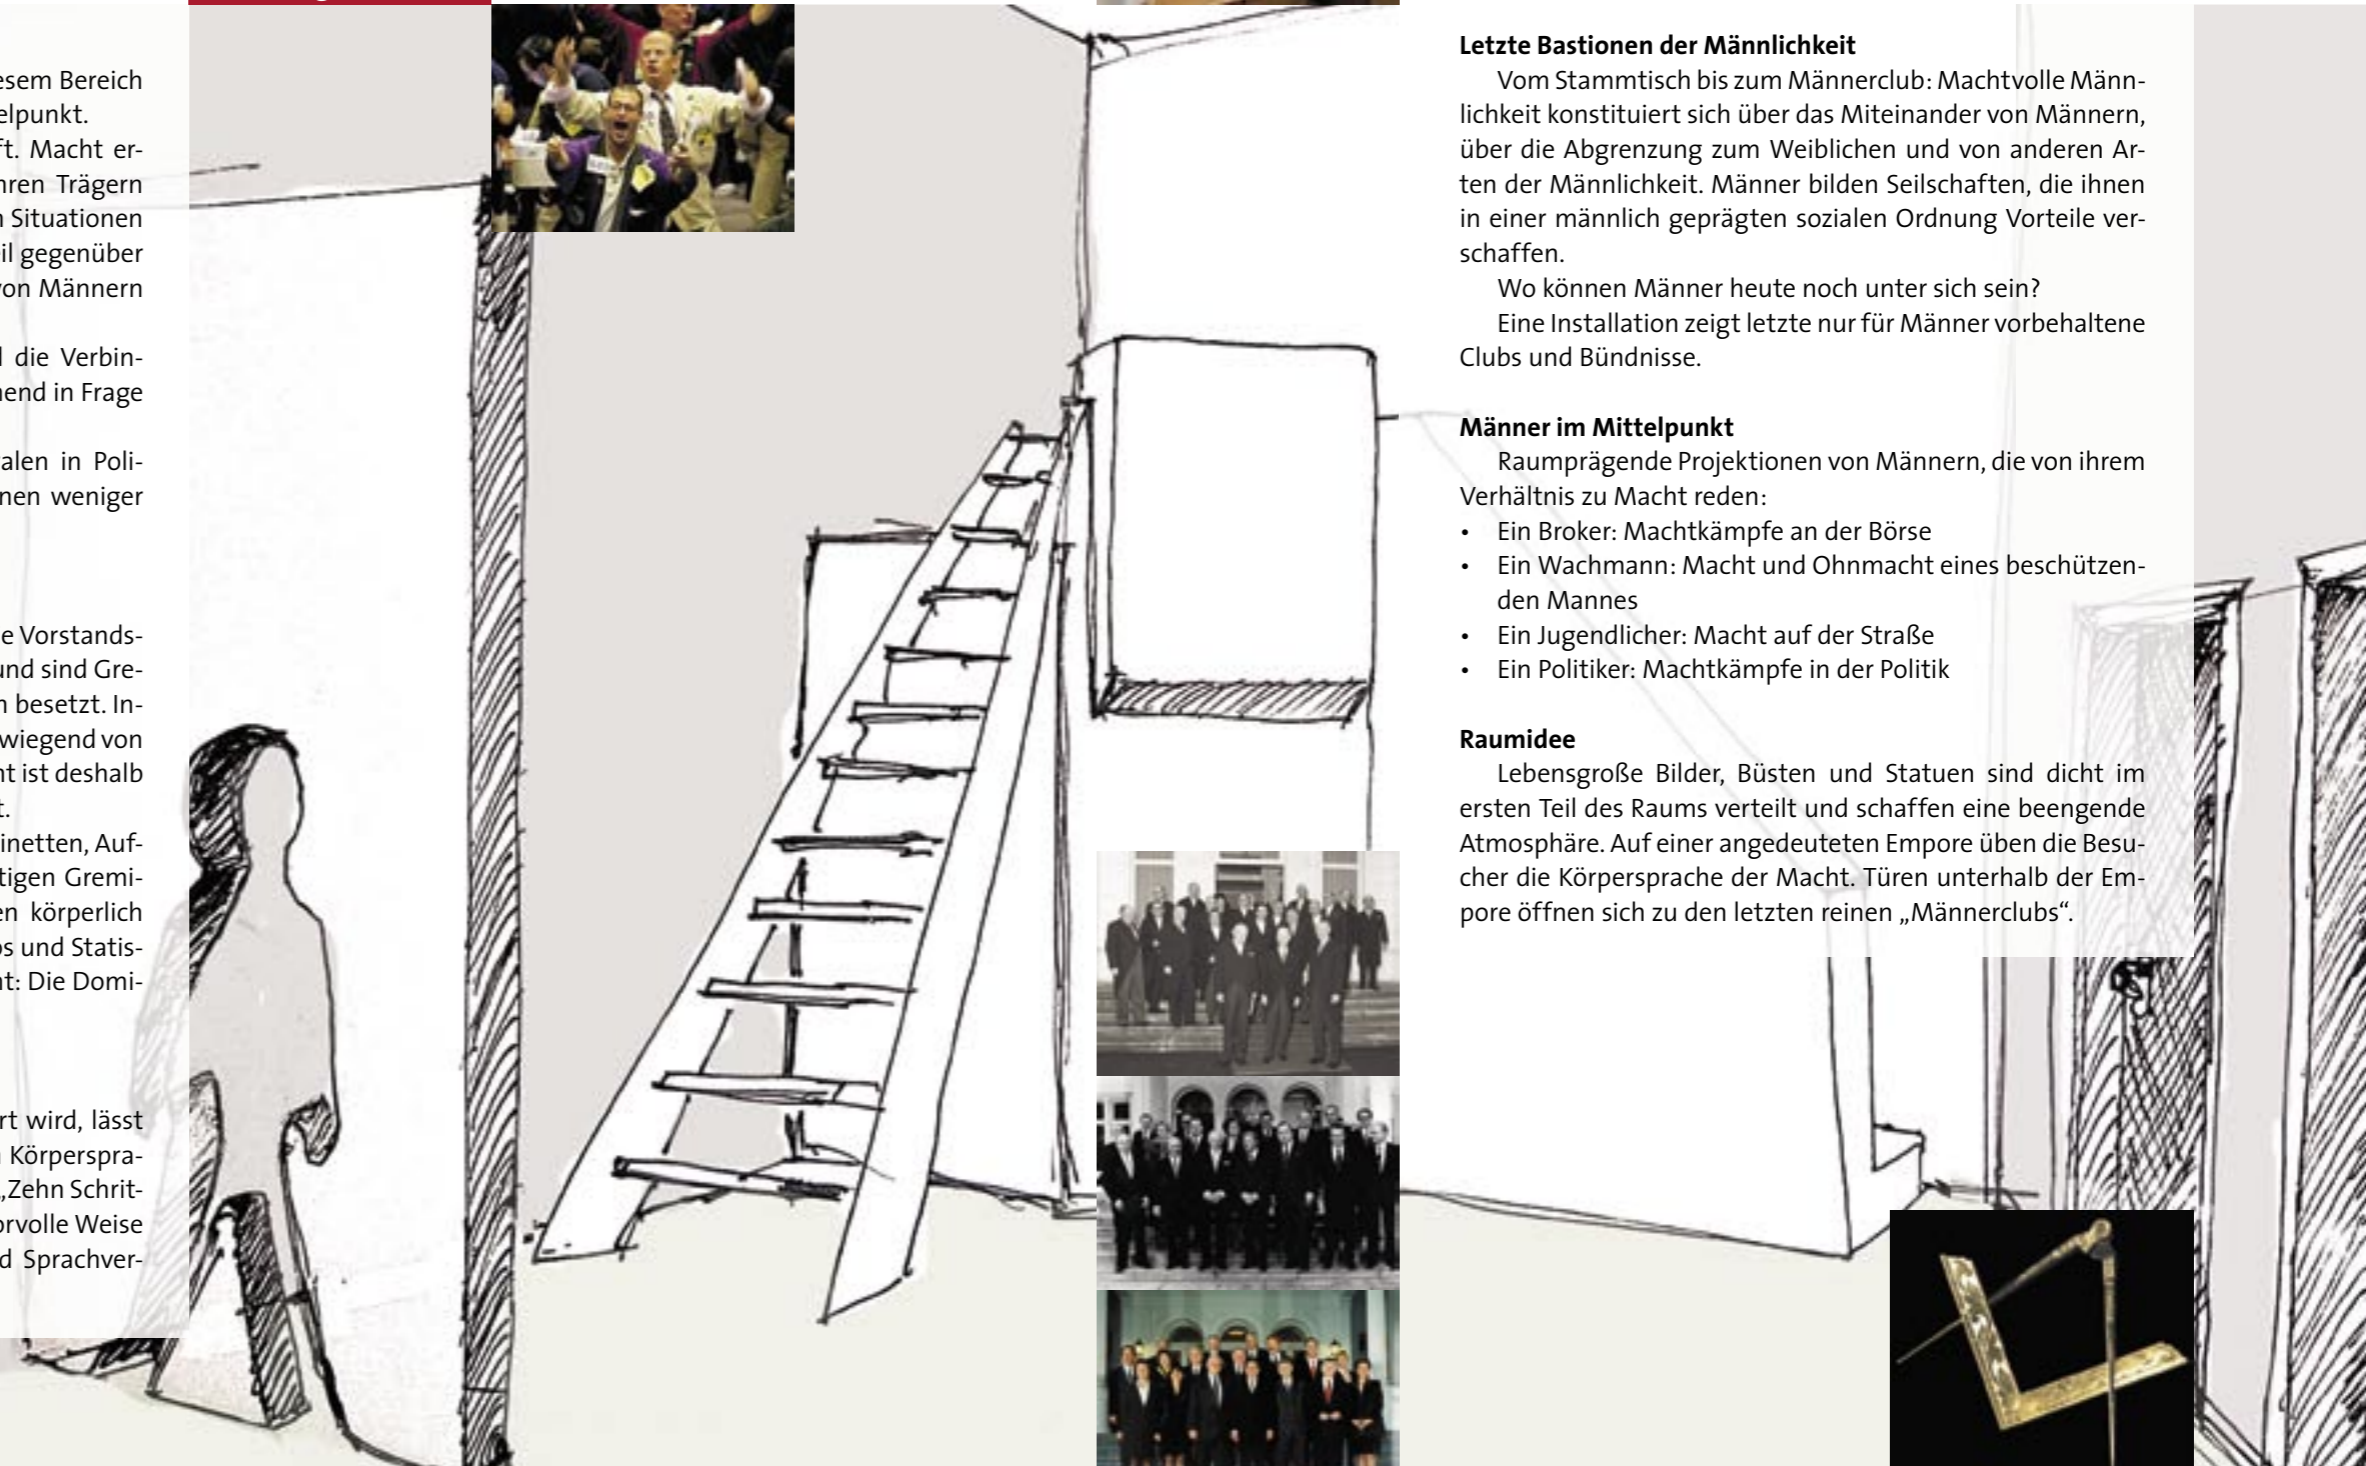 esem Bereich
elpunkt.
ft. Macht er-
hren Trägern
n Situationen
il gegenüber
von Männern
d die Verbin-
hend in Frage
alen in Poli-
nen weniger
e Vorstands-
und sind Gre-
n besetzt. In-
wiegend von
ht ist deshalb
t.
inetten, Auf-
tigen Gremi-
en körperlich
os und Statis-
nt: Die Domi-
rt wird, lässt
n Körperspra-
„Zehn Schrit-
orvolle Weise
d Sprachver-
Letzte Bastionen der Männlichkeit
Vom Stammtisch bis zum Männerclub: Machtvolle Männ-
lichkeit konstituiert sich über das Miteinander von Männern,
über die Abgrenzung zum Weiblichen und von anderen Ar-
ten der Männlichkeit. Männer bilden Seilschaften, die ihnen
in einer männlich geprägten sozialen Ordnung Vorteile ver-
schaffen.
Wo können Männer heute noch unter sich sein?
Eine Installation zeigt letzte nur für Männer vorbehaltene
Clubs und Bündnisse.
Männer im Mittelpunkt
Raumprägende Projektionen von Männern, die von ihrem
Verhältnis zu Macht reden:
• Ein Broker: Machtkämpfe an der Börse
• Ein Wachmann: Macht und Ohnmacht eines beschützen-
den Mannes
• Ein Jugendlicher: Macht auf der Straße
• Ein Politiker: Machtkämpfe in der Politik
Raumidee
Lebensgroße Bilder, Büsten und Statuen sind dicht im
ersten Teil des Raums verteilt und schaffen eine beengende
Atmosphäre. Auf einer angedeuteten Empore üben die Besu-
cher die Körpersprache der Macht. Türen unterhalb der Em-
pore öffnen sich zu den letzten reinen „Männerclubs“.